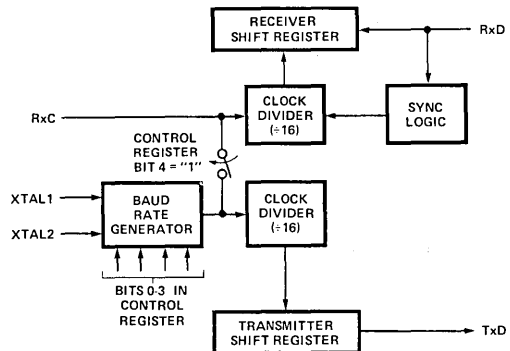 RECEIVER
SHIFT REGISTER
RxD
CLOCK
DIVIDER
(÷16)
SYNC
LOGIC
RxC
CONTROL
REGISTER
BIT 4 = "1"
XTAL1
XTAL2
BAUD
RATE
GENERATOR
CLOCK
DIVIDER
(÷16)
BITS 0-3 IN
CONTROL
REGISTER
TRANSMITTER
SHIFT REGISTER
TxD